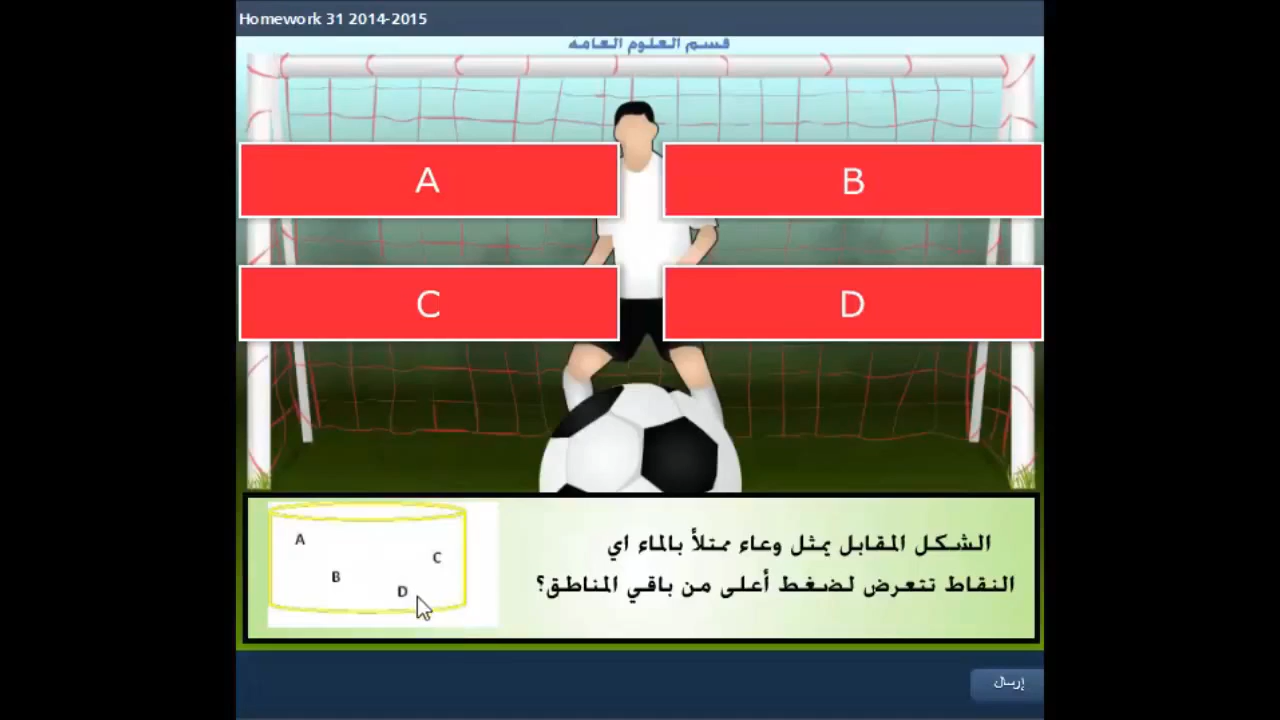 Homework 31 2014-2015
قسم العلوم العامه
A
B
C
D
الشكل المقابل يمثل وعاء ممتلأ بالماء اي
النقاط تتعرض لضغط أعلى من باقي المناطق؟
A
C
B
D
إرسال